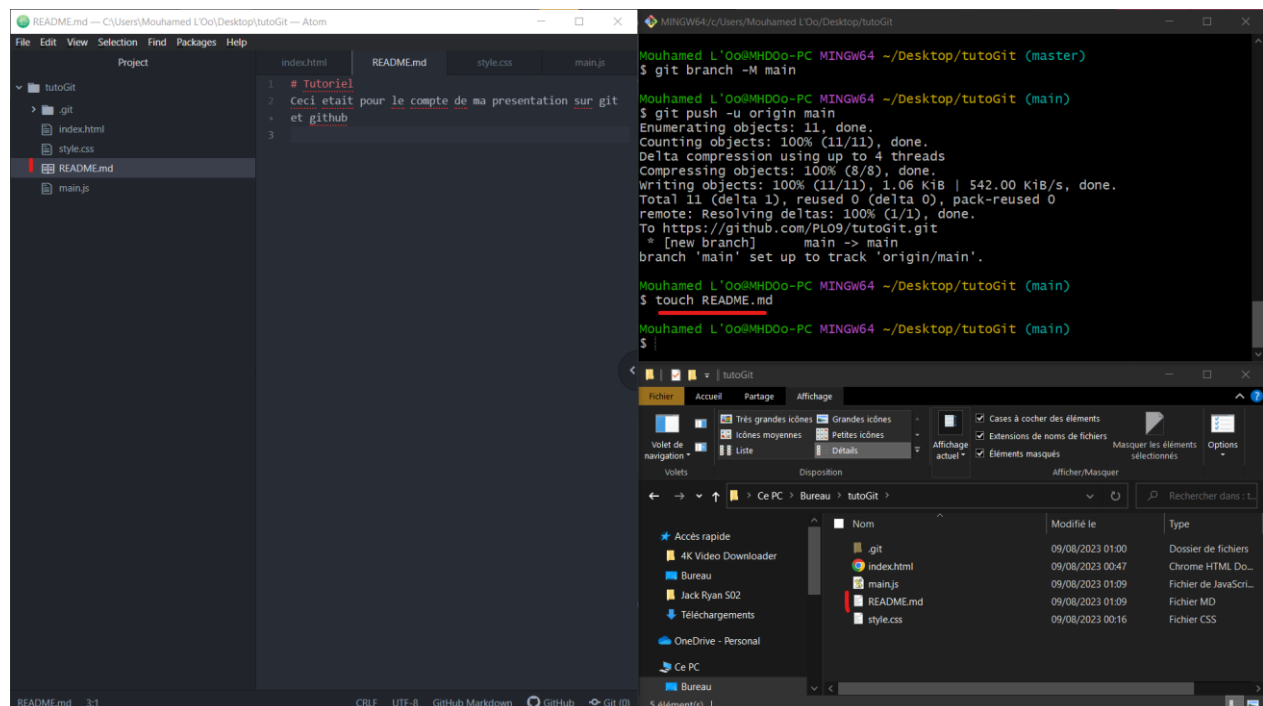 README.md — C:\Users\Mouhamed L'Oo\Desktop\tutoGit — Atom
File Edit View Selection Find Packages Help
Project
tutoGit
.git
index.html
style.css
README.md
main.js
index.html README.md style.css main.js
1 # Tutoriel
2 Ceci etait pour le compte de ma presentation sur git
et github
3
README.md 3:1 CRLF UTF-8 GitHub Markdown GitHub Git (0)
MINGW64:/c/Users/Mouhamed L'Oo/Desktop/tutoGit
Mouhamed L'Oo@MHDOo-PC MINGW64 ~/Desktop/tutoGit (master)
$ git branch -M main
Mouhamed L'Oo@MHDOo-PC MINGW64 ~/Desktop/tutoGit (main)
$ git push -u origin main
Enumerating objects: 11, done.
Counting objects: 100% (11/11), done.
Delta compression using up to 4 threads
Compressing objects: 100% (8/8), done.
Writing objects: 100% (11/11), 1.06 KiB | 542.00 KiB/s, done.
Total 11 (delta 1), reused 0 (delta 0), pack-reused 0
remote: Resolving deltas: 100% (1/1), done.
To https://github.com/PLO9/tutoGit.git
* [new branch] main -> main
branch 'main' set up to track 'origin/main'.
Mouhamed L'Oo@MHDOo-PC MINGW64 ~/Desktop/tutoGit (main)
$ touch README.md
Mouhamed L'Oo@MHDOo-PC MINGW64 ~/Desktop/tutoGit (main)
$
tutoGit
Fichier Accueil Partage Affichage
Volet de navigation
Volets
Très grandes icônes Grandes icônes
Icônes moyennes Petites icônes
Liste Détails
Disposition
Affichage actuel
Cases à cocher des éléments
Extensions de noms de fichiers
Éléments masqués
Masquer les éléments sélectionnés
Options
Afficher/Masquer
Ce PC > Bureau > tutoGit >
Rechercher dans : t...
Accès rapide
4K Video Downloader
Bureau
Jack Ryan S02
Téléchargements
OneDrive - Personal
Ce PC
Bureau
Nom Modifié le Type
.git 09/08/2023 01:00 Dossier de fichiers
index.html 09/08/2023 00:47 Chrome HTML Do...
main.js 09/08/2023 01:09 Fichier de JavaScri...
README.md 09/08/2023 01:09 Fichier MD
style.css 09/08/2023 00:16 Fichier CSS
5 élément(s)